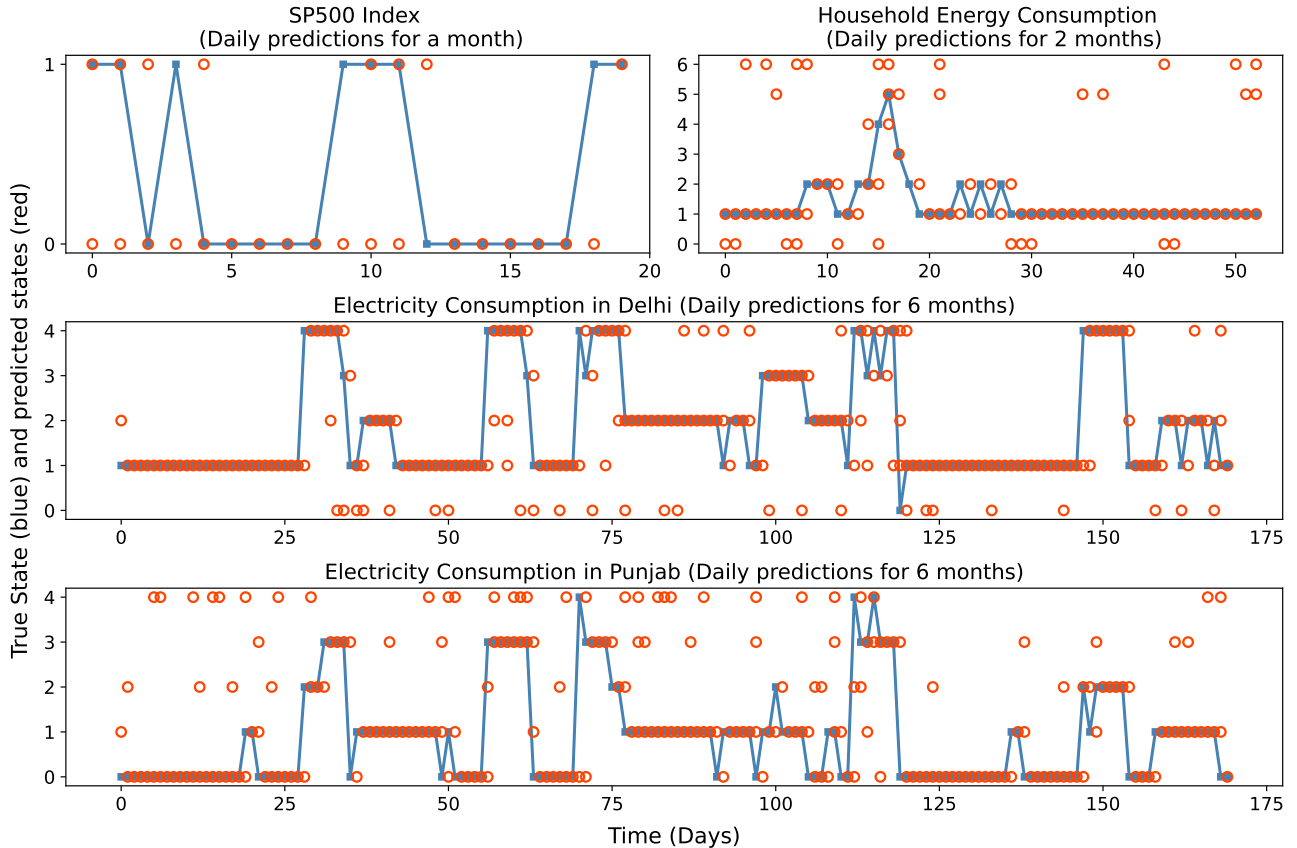 SP500 Index
(Daily predictions for a month)
1
0
0 5 10 15 20
Household Energy Consumption
(Daily predictions for 2 months)
6
5
4
3
2
1
0
0 10 20 30 40 50
True State (blue) and predicted states (red)
Electricity Consumption in Delhi (Daily predictions for 6 months)
4
3
2
1
0
0 25 50 75 100 125 150 175
Electricity Consumption in Punjab (Daily predictions for 6 months)
4
3
2
1
0
0 25 50 75 100 125 150 175
Time (Days)